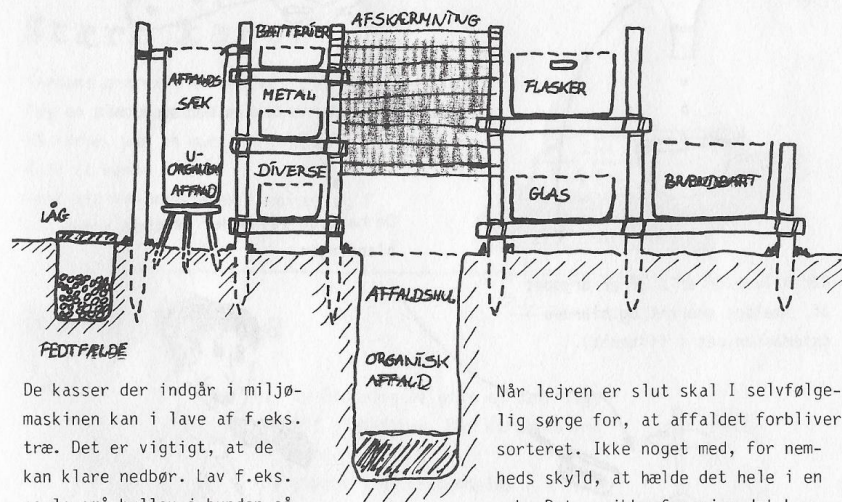 AFSKÆRMNING
BATTERIER
AFFALDS
SÆK
METAL
FLASKER
U-
ORGANISK
AFFALD
DIVERSE
GLAS
BRÆNDBART
LÅG
AFFALDSHUL
FEDTFÆLDE
ORGANISK
AFFALD
De kasser der indgår i miljø-
maskinen kan i lave af f.eks.
træ. Det er vigtigt, at de
kan klare nedbør. Lav f.eks.
Når lejren er slut skal I selvfølge-
lig sørge for, at affaldet forbliver
sorteret. Ikke noget med, for nem-
heds skyld, at hælde det hele i en